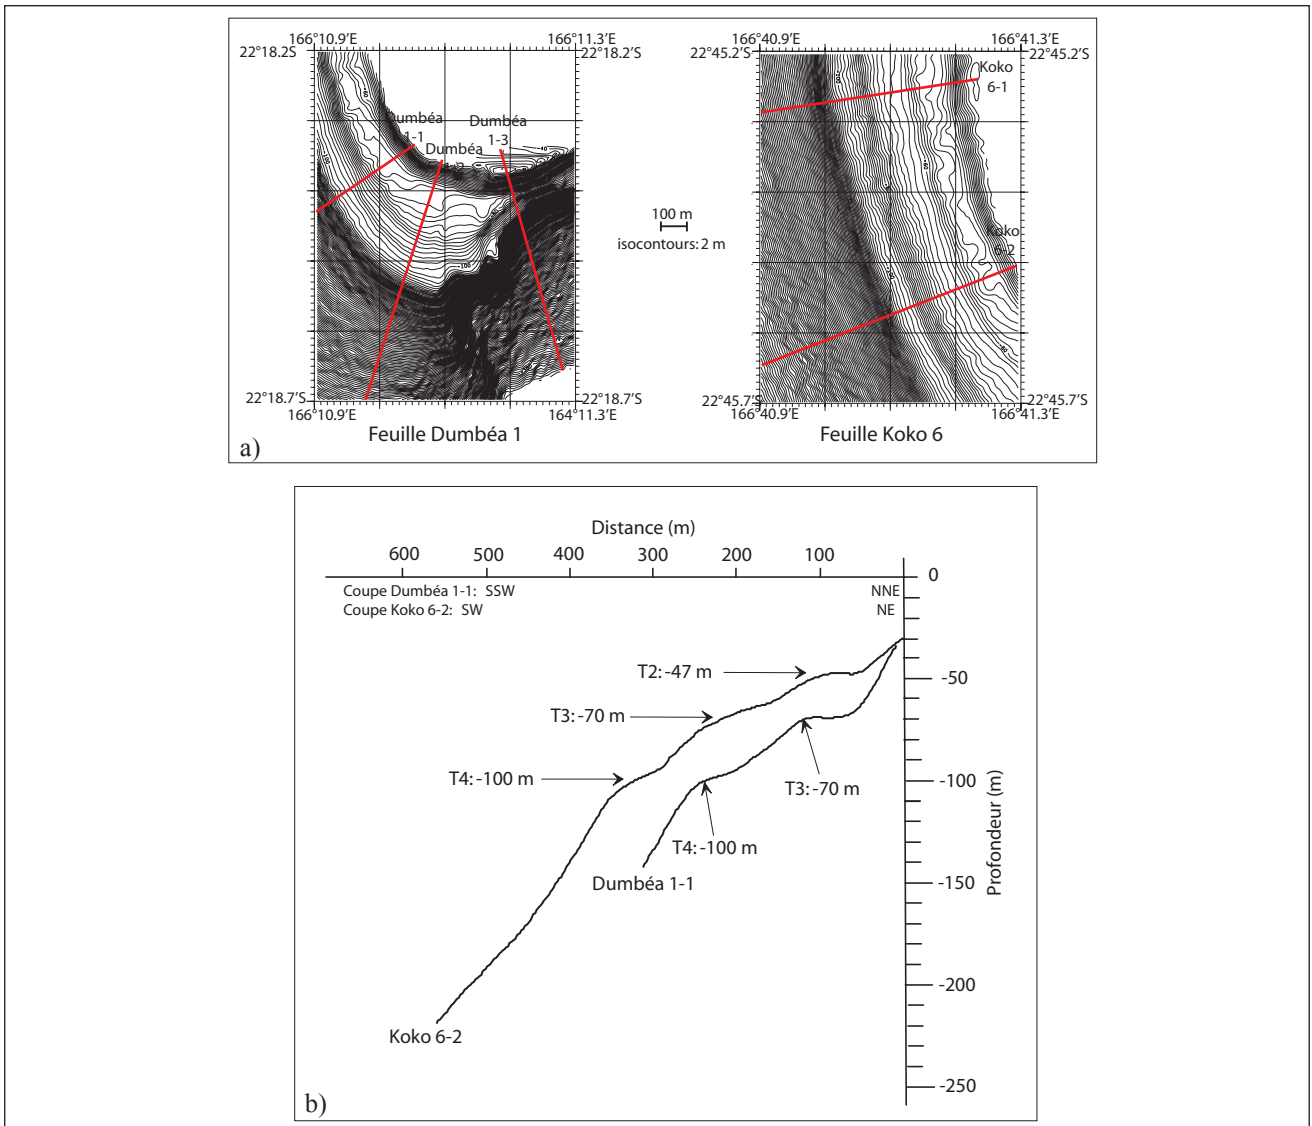 166°10.9'E 166°11.3'E
22°18.2S 22°18.2'S
Dumbéa
1-1
Dumbéa
Dumbéa
1-3
-40
-100
22°18.7'S 22°18.7'S
166°10.9'E 164°11.3'E
Feuille Dumbéa 1
a)
100 m
isocontours: 2 m
166°40.9'E 166°41.3'E
22°45.2'S 22°45.2'S
Koko
6-1
Koko
6-2
22°45.7'S 22°45.7'S
166°40.9'E 166°41.3'E
Feuille Koko 6
Distance (m)
600 500 400 300 200 100
0
Coupe Dumbéa 1-1: SSW NNE
Coupe Koko 6-2: SW NE
T2: -47 m
-50
T3: -70 m
T4: -100 m
-100
T3: -70 m
T4: -100 m
Dumbéa 1-1
-150
Profondeur (m)
-200
Koko 6-2
-250
b)